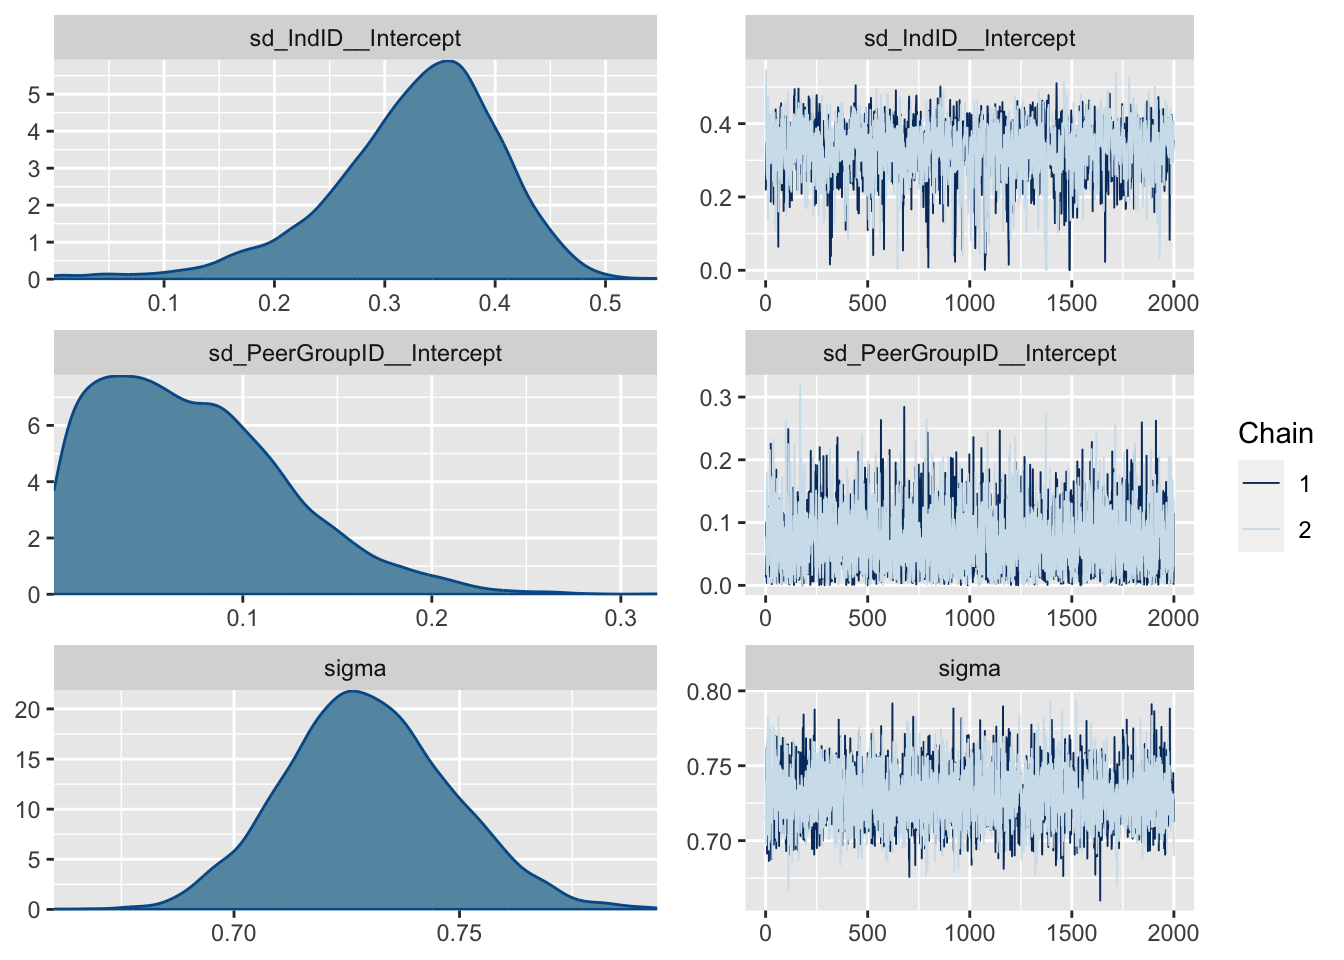 sd_IndID__Intercept
5
4
3
2
1
0
0.1 0.2 0.3 0.4 0.5
sd_IndID__Intercept
0.4
0.2
0.0
0 500 1000 1500 2000
sd_PeerGroupID__Intercept
6
4
2
0
0.1 0.2 0.3
sd_PeerGroupID__Intercept
0.3
0.2
0.1
0.0
0 500 1000 1500 2000
sigma
20
15
10
5
0
0.70 0.75
sigma
0.80
0.75
0.70
0 500 1000 1500 2000
Chain
1
2